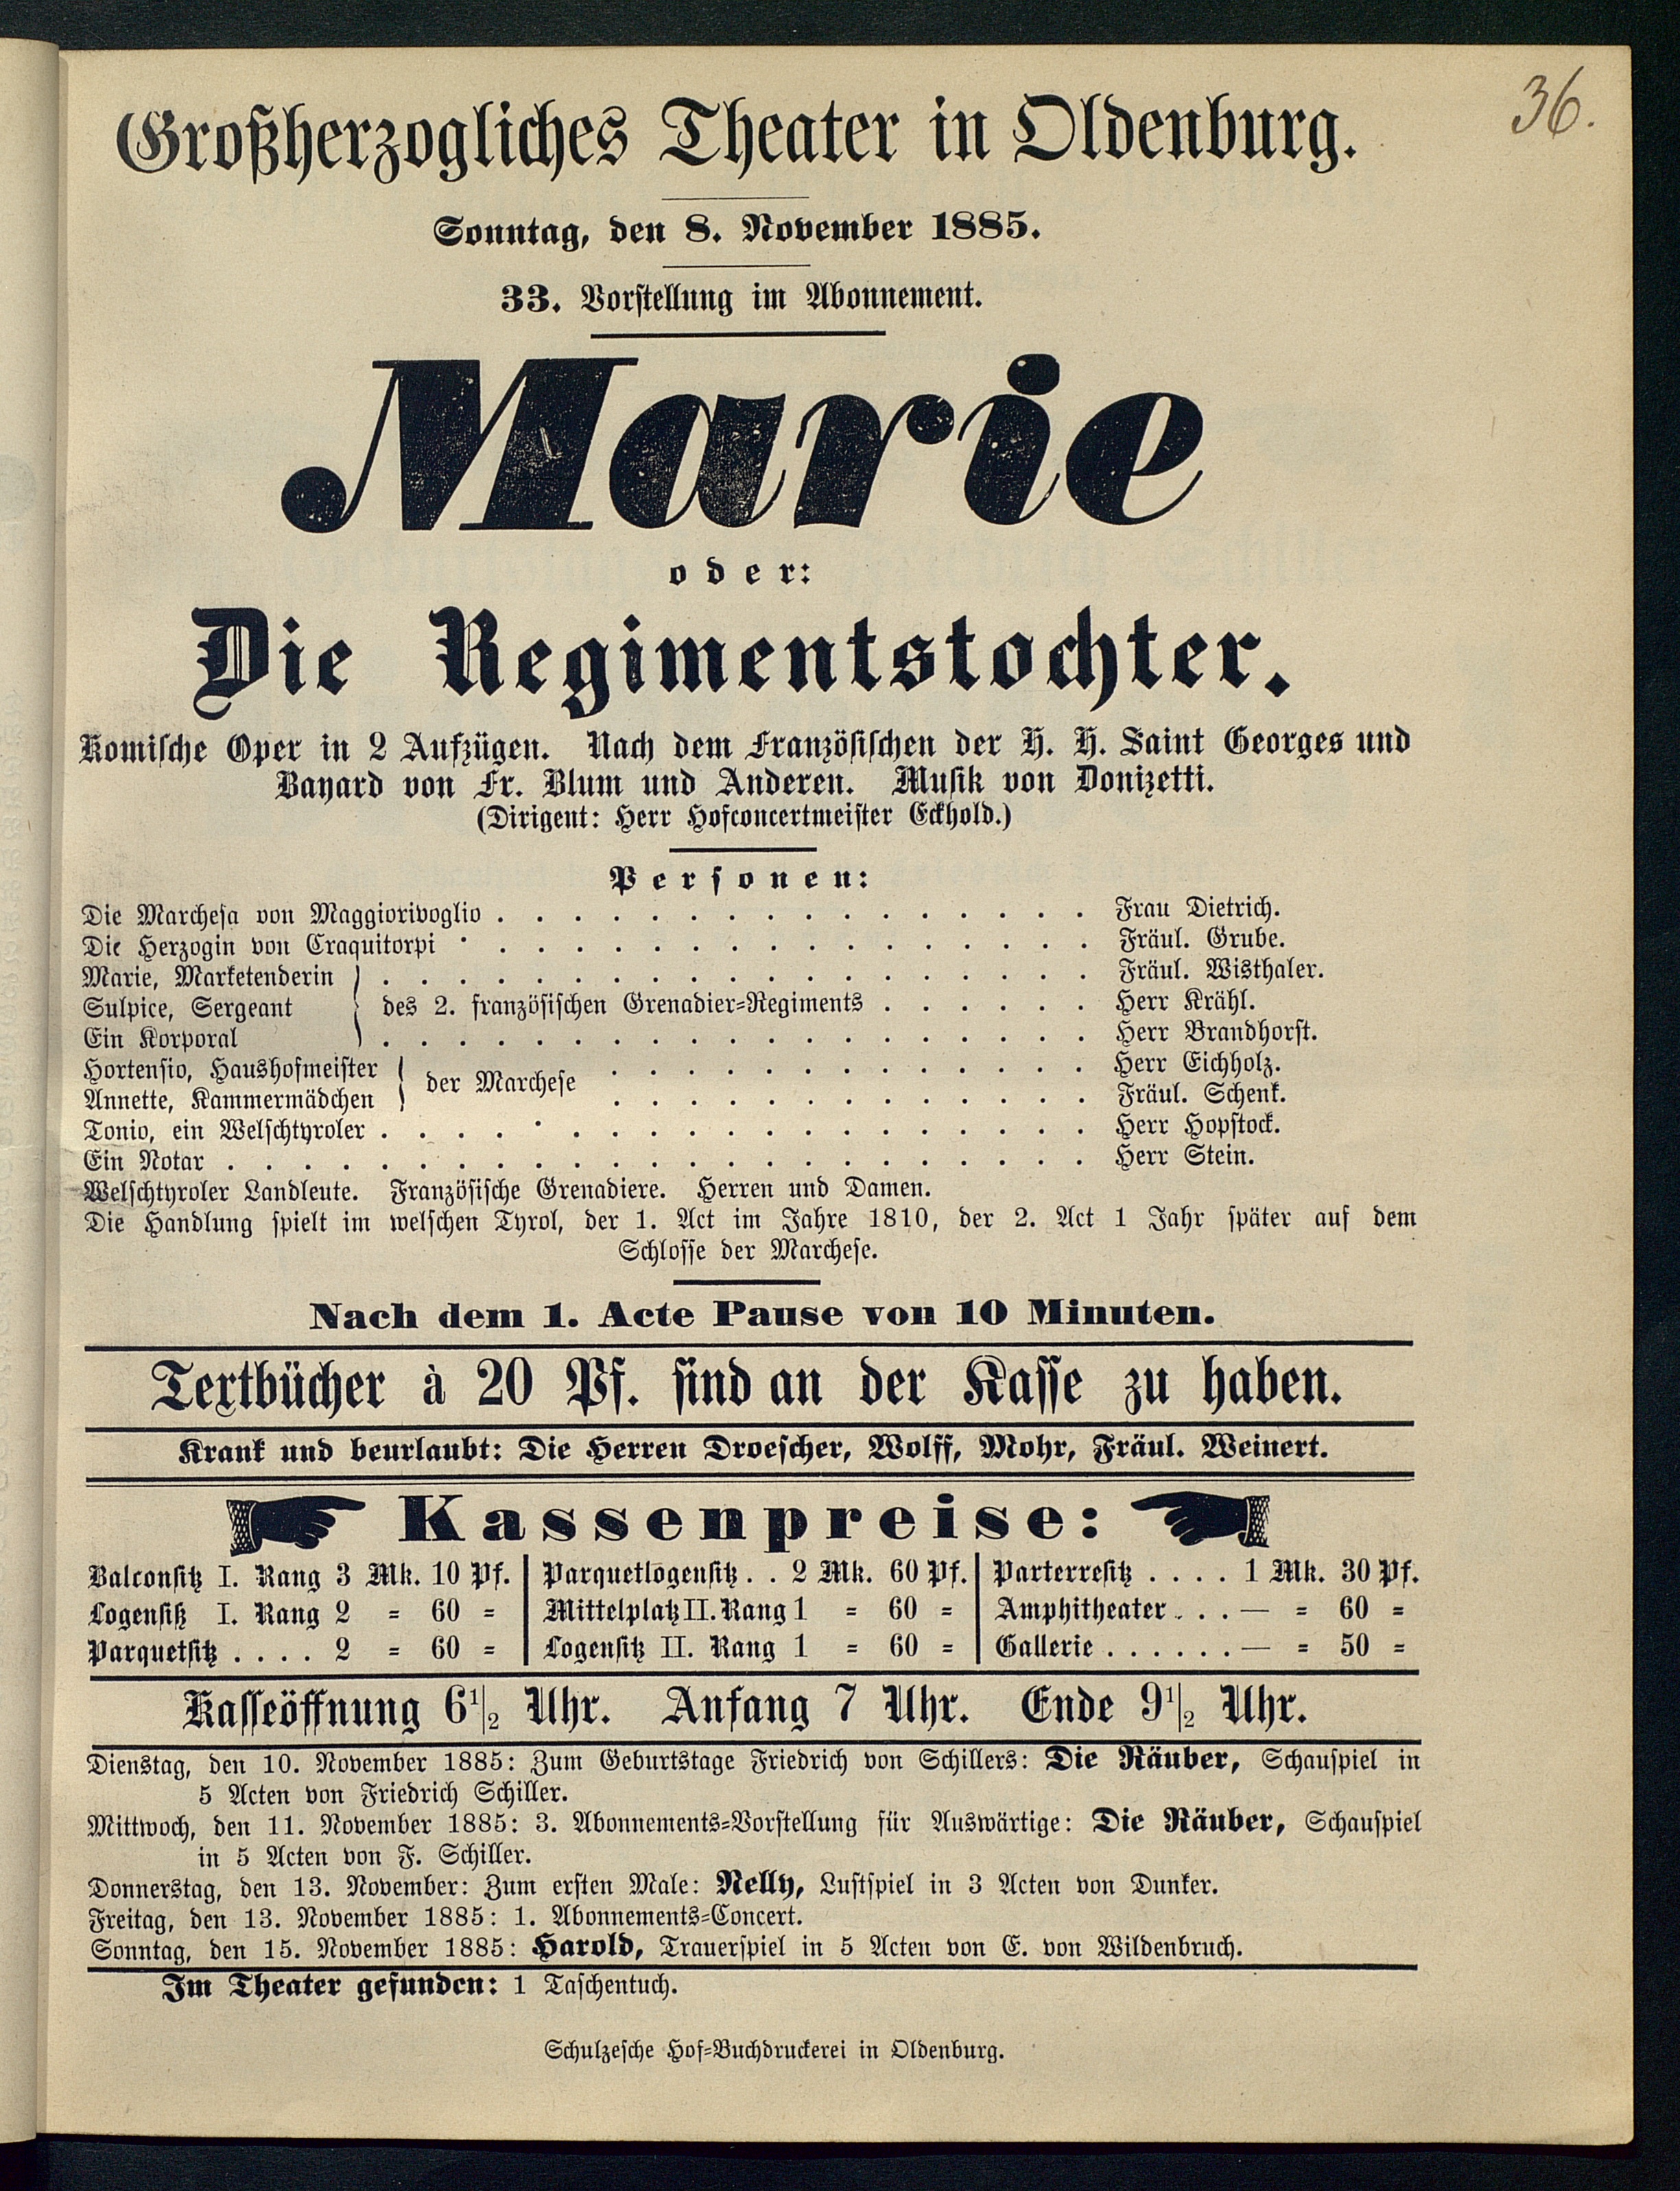 36.
Großherzogliches Theater in Oldenburg.
Sonntag, den 8. November 1885.
33. Vorstellung im Abonnement.
Marie
oder:
Die Regimentstochter.
Komische Oper in 2 Aufzügen. Nach dem Französischen der H. H. Saint Georges und
Bayard von Fr. Blum und Anderen. Musik von Donizetti.
(Dirigent: Herr Hofconcertmeister Eckhold.)
Personen:
Die Marchesa von Maggiorivoglio . . . . . . . . . . . . . . . . Frau Dietrich.
Die Herzogin von Craquitorpi . . . . . . . . . . . . . . . . . Fräul. Grube.
Marie, Marketenderin } . . . . . . . . . . . . . . . . . . . Fräul. Wisthaler.
Sulpice, Sergeant } des 2. französischen Grenadier=Regiments . . . . . . Herr Krähl.
Ein Korporal } . . . . . . . . . . . . . . . . . . . Herr Brandhorst.
Hortensio, Haushofmeister } der Marchese . . . . . . . . . . . . . Herr Eichholz.
Annette, Kammermädchen } . . . . . . . . . . . . . Fräul. Schenk.
Tonio, ein Welschtyroler . . . . . . . . . . . . . . . . . . . Herr Hopstock.
Ein Notar . . . . . . . . . . . . . . . . . . . . . . . Herr Stein.
Welschtyroler Landleute. Französische Grenadiere. Herren und Damen.
Die Handlung spielt im welschen Tyrol, der 1. Act im Jahre 1810, der 2. Act 1 Jahr später auf dem
Schlosse der Marchese.
Nach dem 1. Acte Pause von 10 Minuten.
Textbücher à 20 Pf. sind an der Kasse zu haben.
Krank und beurlaubt: Die Herren Droescher, Wolff, Mohr, Fräul. Weinert.
Kassenpreise:
Balconsitz I. Rang 3 Mk. 10 Pf. | Parquetlogensitz . . 2 Mk. 60 Pf. | Parterresitz . . . . 1 Mk. 30 Pf.
Logensitz I. Rang 2 = 60 = | Mittelplatz II. Rang 1 = 60 = | Amphitheater . . . — = 60 =
Parquetsitz . . . . 2 = 60 = | Logensitz II. Rang 1 = 60 = | Gallerie . . . . . . — = 50 =
Kasseöffnung 6½ Uhr. Anfang 7 Uhr. Ende 9½ Uhr.
Dienstag, den 10. November 1885: Zum Geburtstage Friedrich von Schillers: Die Räuber, Schauspiel in
5 Acten von Friedrich Schiller.
Mittwoch, den 11. November 1885: 3. Abonnements=Vorstellung für Auswärtige: Die Räuber, Schauspiel
in 5 Acten von F. Schiller.
Donnerstag, den 13. November: Zum ersten Male: Nelly, Lustspiel in 3 Acten von Dunker.
Freitag, den 13. November 1885: 1. Abonnements=Concert.
Sonntag, den 15. November 1885: Harold, Trauerspiel in 5 Acten von E. von Wildenbruch.
Im Theater gefunden: 1 Taschentuch.
Schulzesche Hof=Buchdruckerei in Oldenburg.